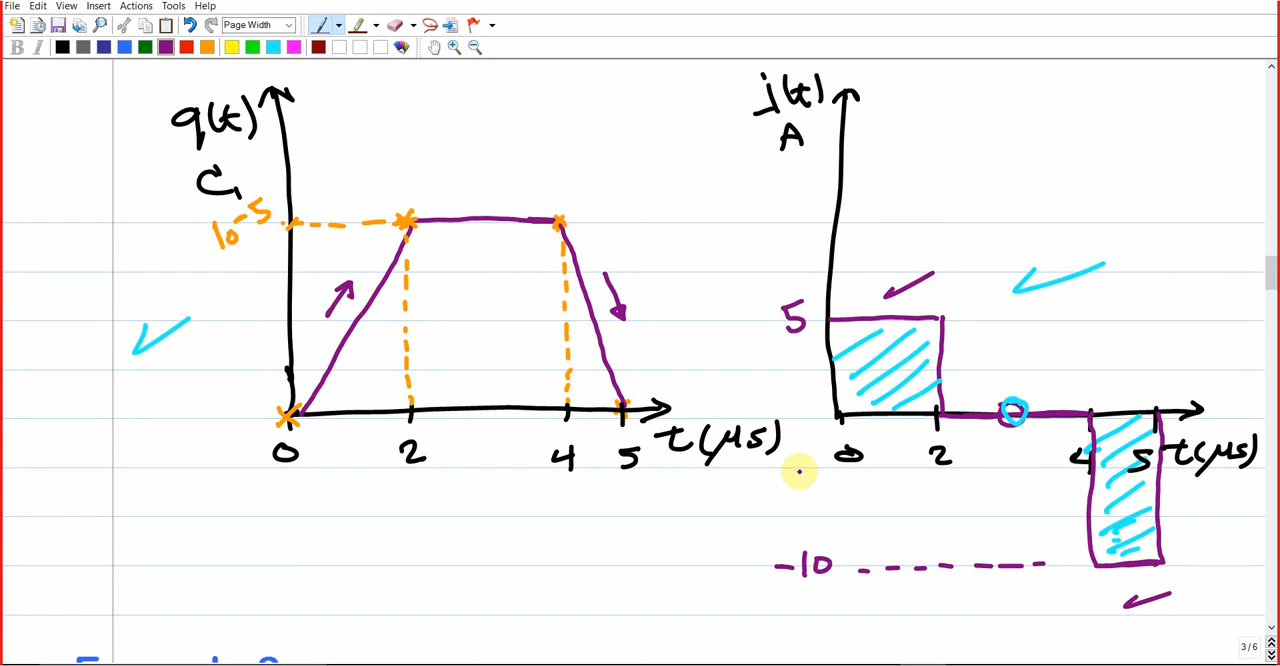 File Edit View Insert Actions Tools Help
Page Width
B I
q(t)
C,
10^-5
0 2 4 5 t(μs)
j(t)
A
5
0 2 4 5 t(μs)
-10
3/6